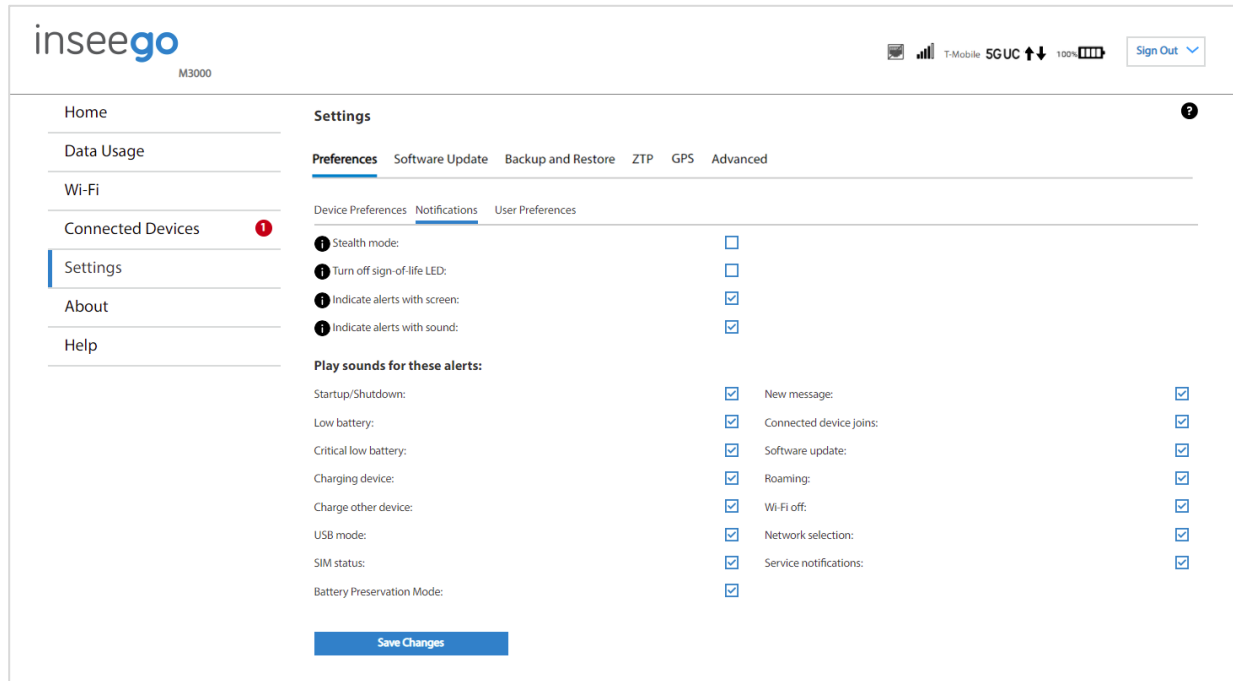 inseego
M3000
T-Mobile 5G UC 100%
Sign Out
Home
Data Usage
Wi-Fi
Connected Devices 1
Settings
About
Help
Settings
?
Preferences Software Update Backup and Restore ZTP GPS Advanced
Device Preferences Notifications User Preferences
i Stealth mode:
i Turn off sign-of-life LED:
i Indicate alerts with screen:
i Indicate alerts with sound:
Play sounds for these alerts:
Startup/Shutdown: New message:
Low battery: Connected device joins:
Critical low battery: Software update:
Charging device: Roaming:
Charge other device: Wi-Fi off:
USB mode: Network selection:
SIM status: Service notifications:
Battery Preservation Mode:
Save Changes